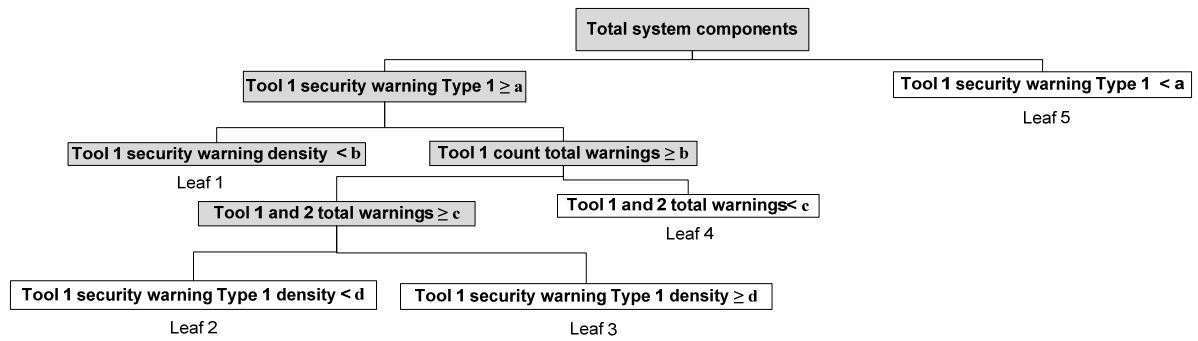 Total system components
Tool 1 security warning Type 1 ≥ a
Tool 1 security warning Type 1 < a
Leaf 5
Tool 1 security warning density < b
Tool 1 count total warnings ≥ b
Leaf 1
Tool 1 and 2 total warnings ≥ c
Tool 1 and 2 total warnings< c
Leaf 4
Tool 1 security warning Type 1 density < d
Tool 1 security warning Type 1 density ≥ d
Leaf 2
Leaf 3